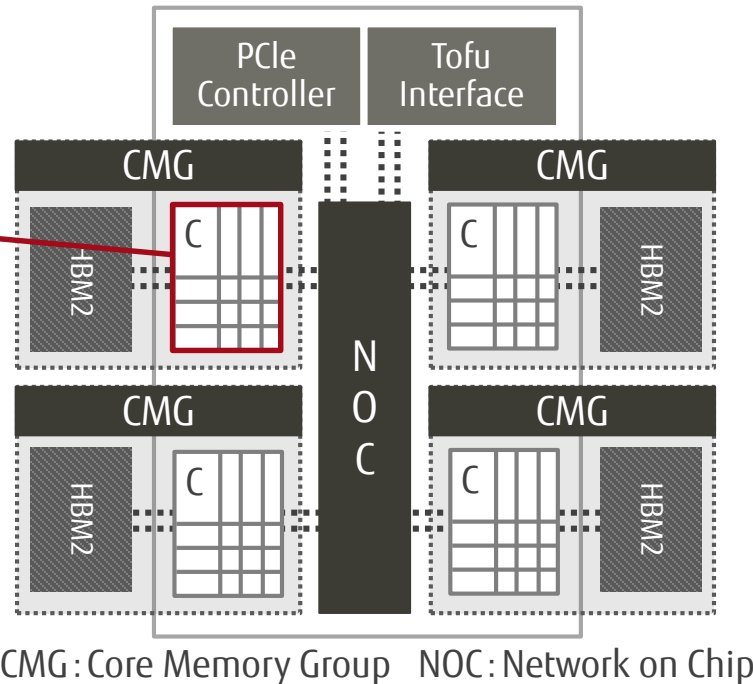 PCIe
Controller
Tofu
Interface
CMG
CMG
HBM2
C
C
HBM2
N
O
C
CMG
CMG
HBM2
C
C
HBM2
CMG: Core Memory Group NOC: Network on Chip